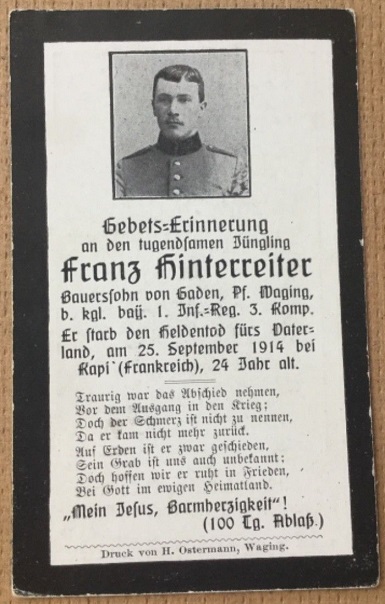 Gebets-Erinnerung
an den tugendsamen Jüngling
Franz Hinterreiter
Bauerssohn von Gaden, Pf. Waging,
b. kgl. bay. 1. Inf.-Reg. 3. Komp.
Er starb den Heldentod fürs Vater-
land, am 25. September 1914 bei
Kapi (Frankreich), 24 Jahr alt.
Traurig war das Abschied nehmen,
Vor dem Ausgang in den Krieg;
Doch der Schmerz ist nicht zu nennen,
Da er kam nicht mehr zurück.
Auf Erden ist er zwar geschieden,
Sein Grab ist uns auch unbekannt;
Doch hoffen wir er ruht in Frieden,
Bei Gott im ewigen Heimatland.
„Mein Jesus, Barmherzigkeit"!
(100 Tg. Ablaß.)
Druck von H. Ostermann, Waging.